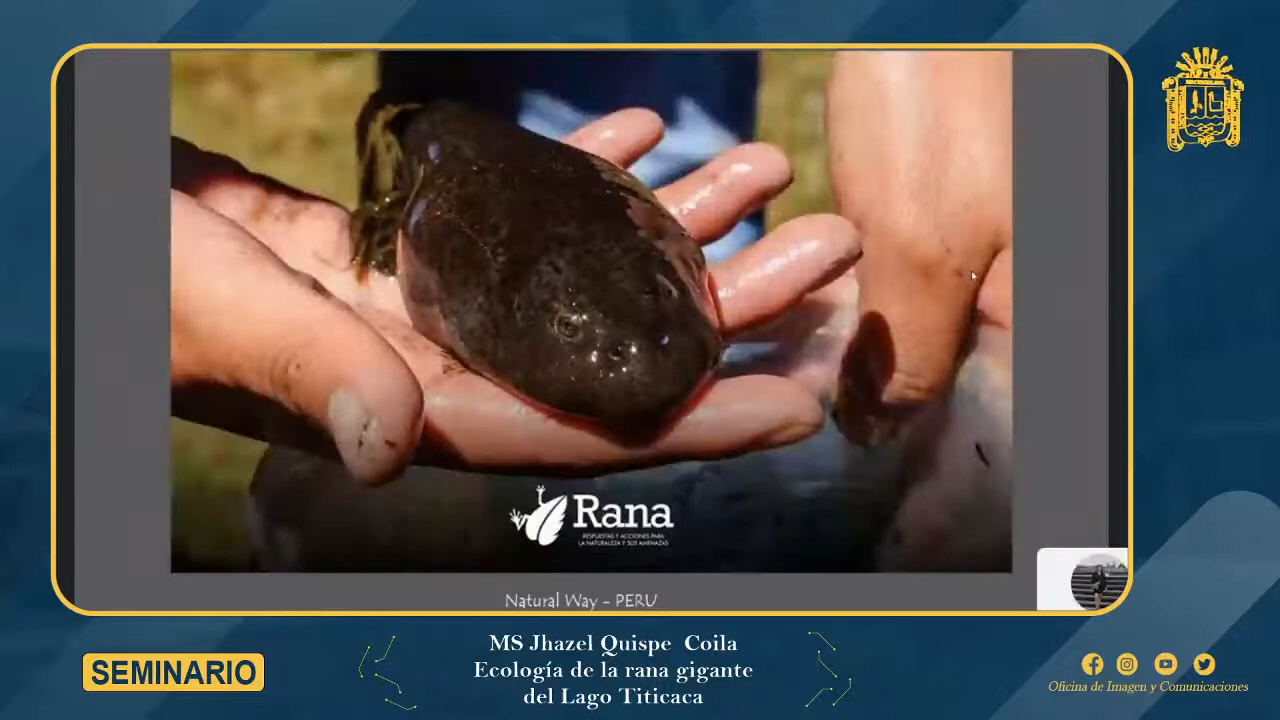 Rana
RESPUESTAS Y ACCIONES PARA
LA NATURALEZA Y SUS AMENAZAS
Natural Way - PERU
SEMINARIO
MS Jhazel Quispe Coila
Ecología de la rana gigante
del Lago Titicaca
Oficina de Imagen y Comunicaciones